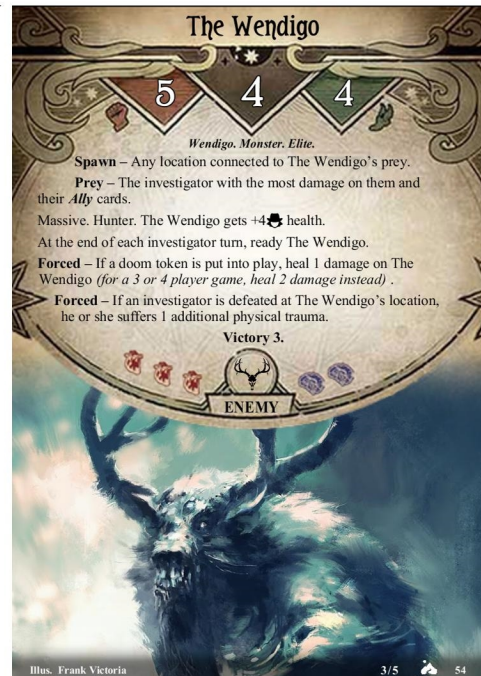 The Wendigo
5 4 4
Wendigo. Monster. Elite.
Spawn – Any location connected to The Wendigo's prey.
Prey – The investigator with the most damage on them and
their Ally cards.
Massive. Hunter. The Wendigo gets +4 health.
At the end of each investigator turn, ready The Wendigo.
Forced – If a doom token is put into play, heal 1 damage on The
Wendigo (for a 3 or 4 player game, heal 2 damage instead) .
Forced – If an investigator is defeated at The Wendigo's location,
he or she suffers 1 additional physical trauma.
Victory 3.
ENEMY
Illus. Frank Victoria
3/5 54